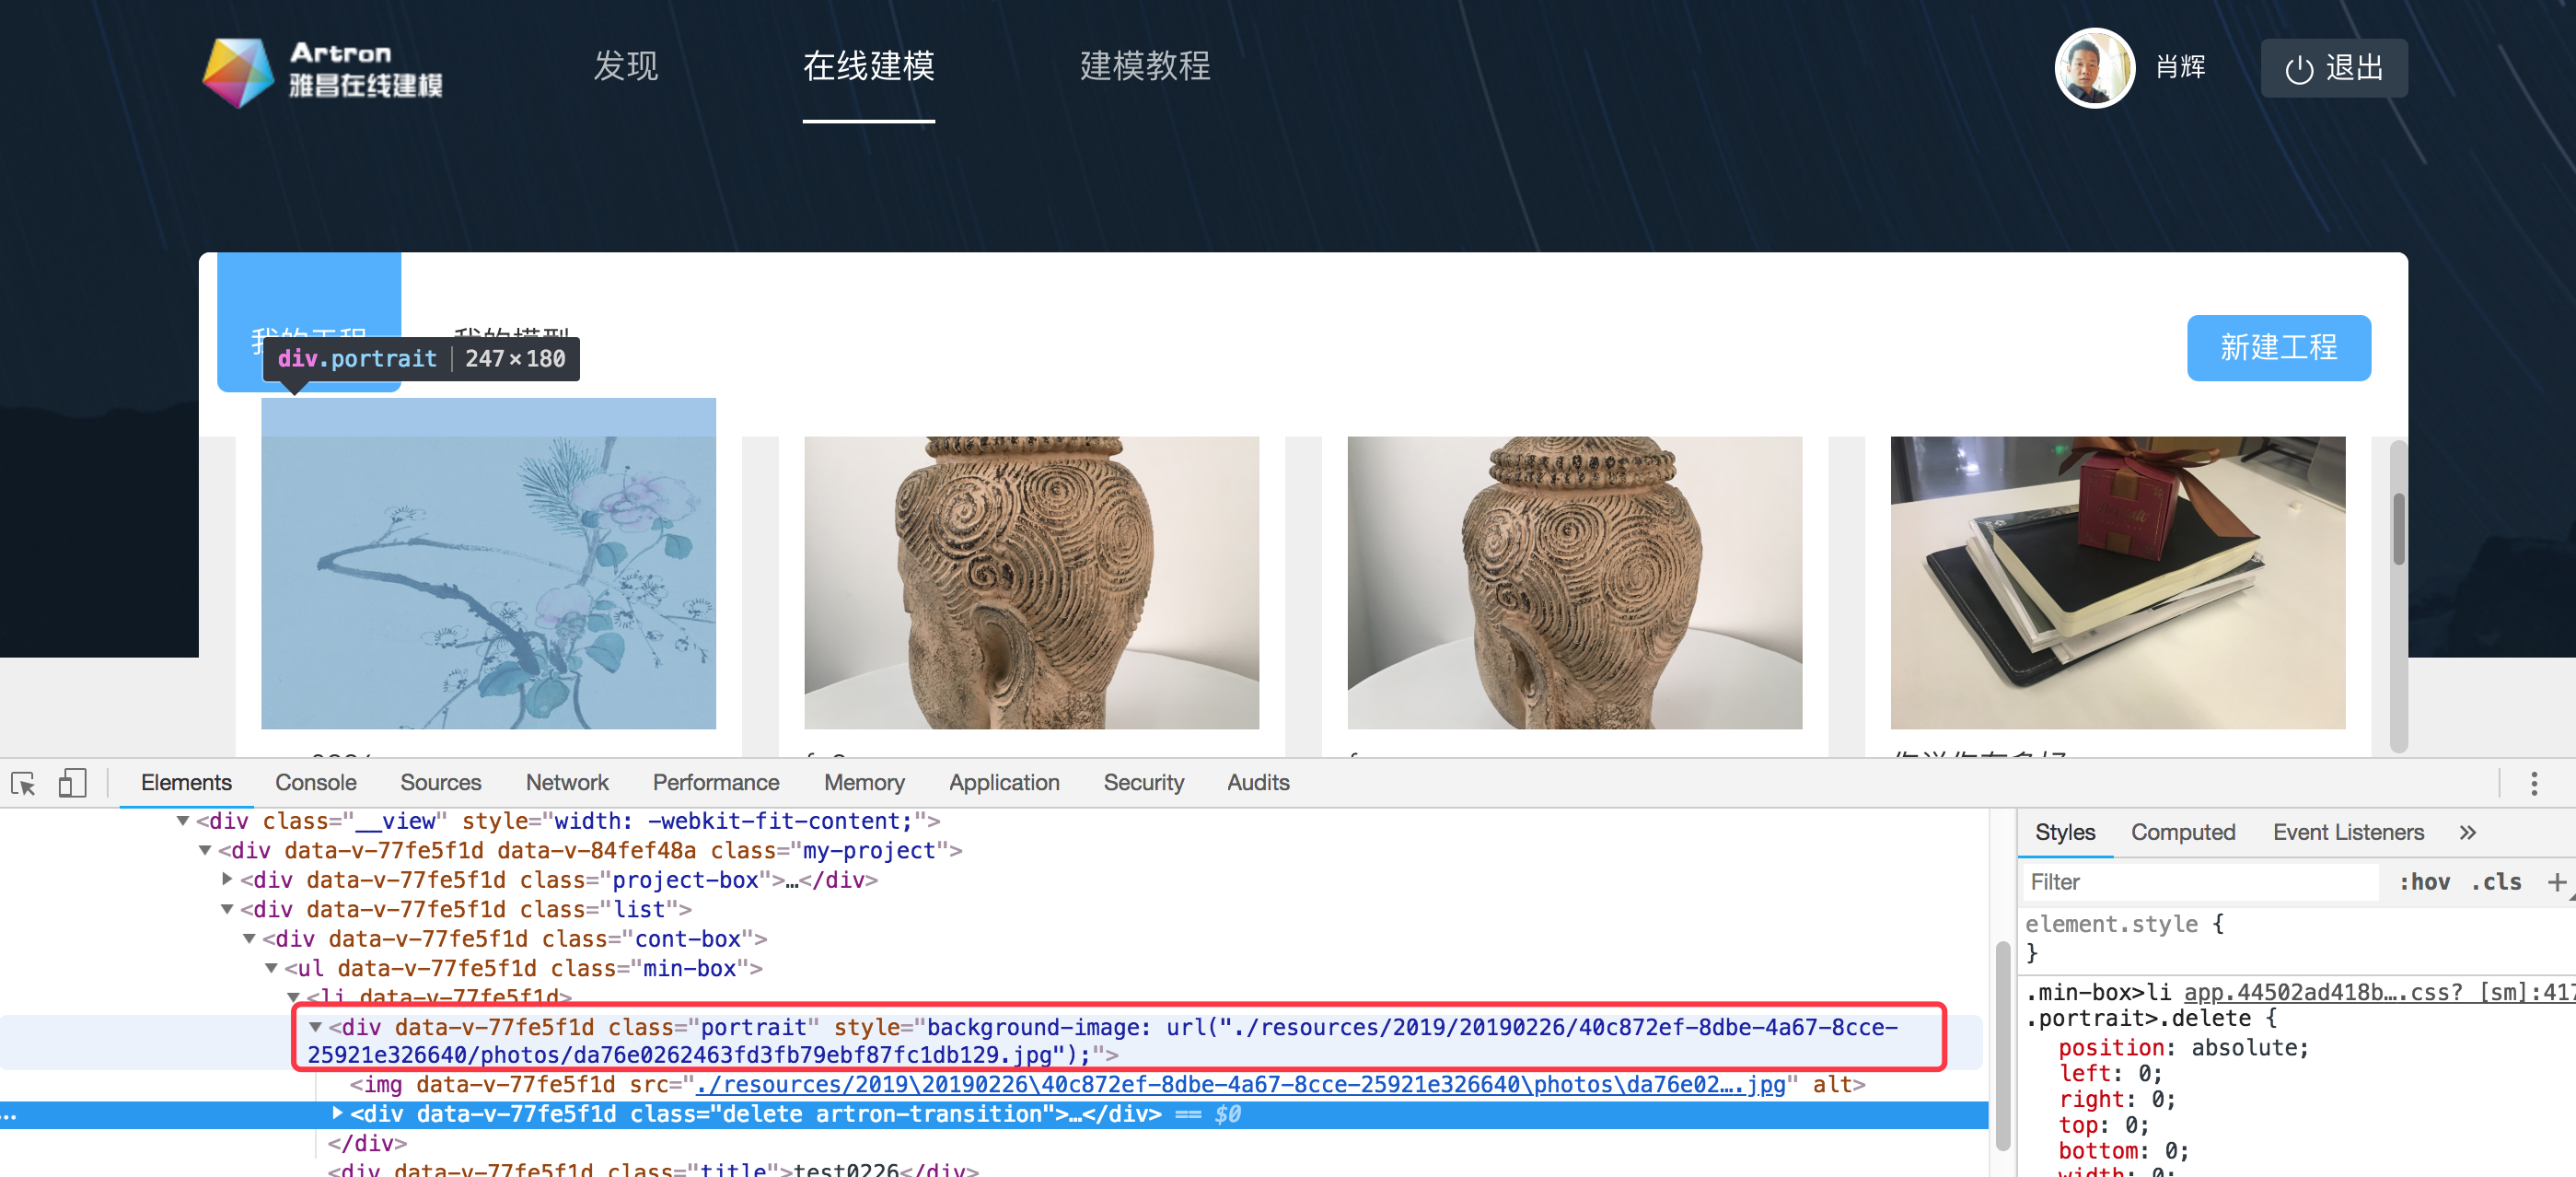 Artron
雅昌在线建模
发现
在线建模
建模教程
肖辉
退出
我的工程
我的模型
新建工程
div.portrait | 247×180
Elements Console Sources Network Performance Memory Application Security Audits
<div class="__view" style="width: -webkit-fit-content;">
<div data-v-77fe5f1d data-v-84fef48a class="my-project">
<div data-v-77fe5f1d class="project-box">…</div>
<div data-v-77fe5f1d class="list">
<div data-v-77fe5f1d class="cont-box">
<ul data-v-77fe5f1d class="min-box">
<li data-v-77fe5f1d>
<div data-v-77fe5f1d class="portrait" style="background-image: url("./resources/2019/20190226/40c872ef-8dbe-4a67-8cce-
25921e326640/photos/da76e0262463fd3fb79ebf87fc1db129.jpg");">
<img data-v-77fe5f1d src="./resources/2019\20190226\40c872ef-8dbe-4a67-8cce-25921e326640\photos\da76e02….jpg" alt>
… <div data-v-77fe5f1d class="delete artron-transition">…</div> == $0
</div>
<div data-v-77fe5f1d class="title">test0226</div>
Styles Computed Event Listeners »
Filter :hov .cls +
element.style {
}
.min-box>li app.44502ad418b….css? [sm]:417
.portrait>.delete {
position: absolute;
left: 0;
right: 0;
top: 0;
bottom: 0;
width: 0;